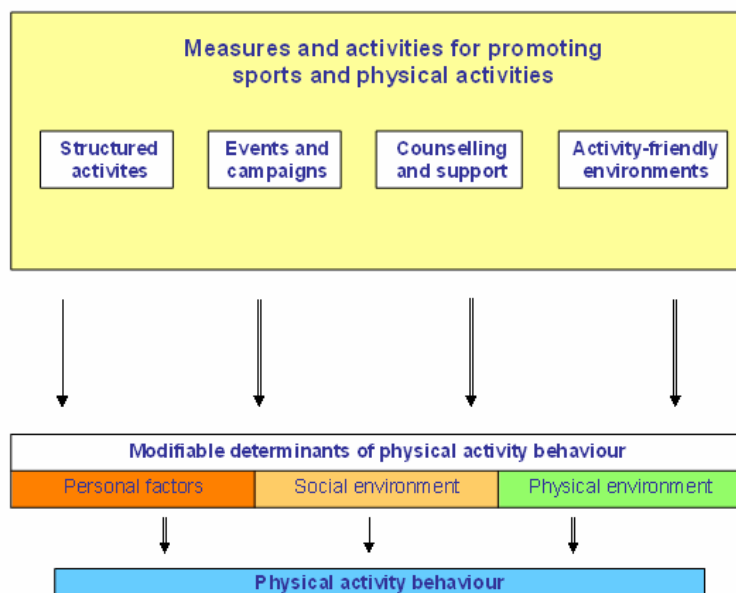 Measures and activities for promoting
sports and physical activities
Structured
activites
Events and
campaigns
Counselling
and support
Activity-friendly
environments
Modifiable determinants of physical activity behaviour
Personal factors
Social environment
Physical environment
Physical activity behaviour